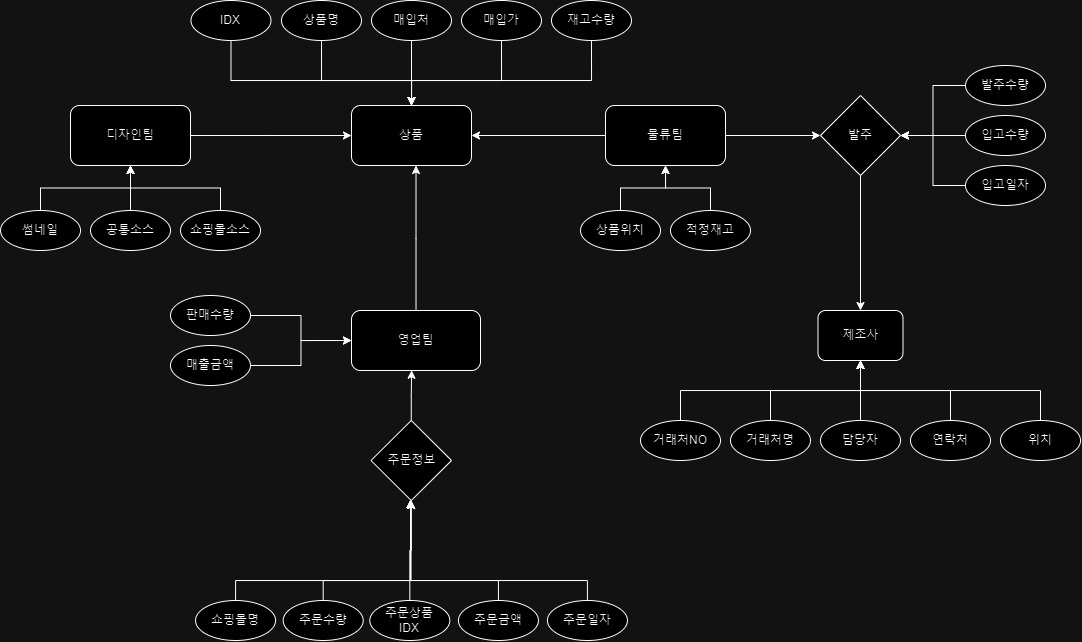 IDX
상품명
매입처
매입가
재고수량
디자인팀
상품
물류팀
발주
발주수량
입고수량
입고일자
썸네일
공통소스
쇼핑몰소스
상품위치
적정재고
판매수량
매출금액
영업팀
제조사
거래처NO
거래처명
담당자
연락처
위치
주문정보
쇼핑몰명
주문수량
주문상품
IDX
주문금액
주문일자